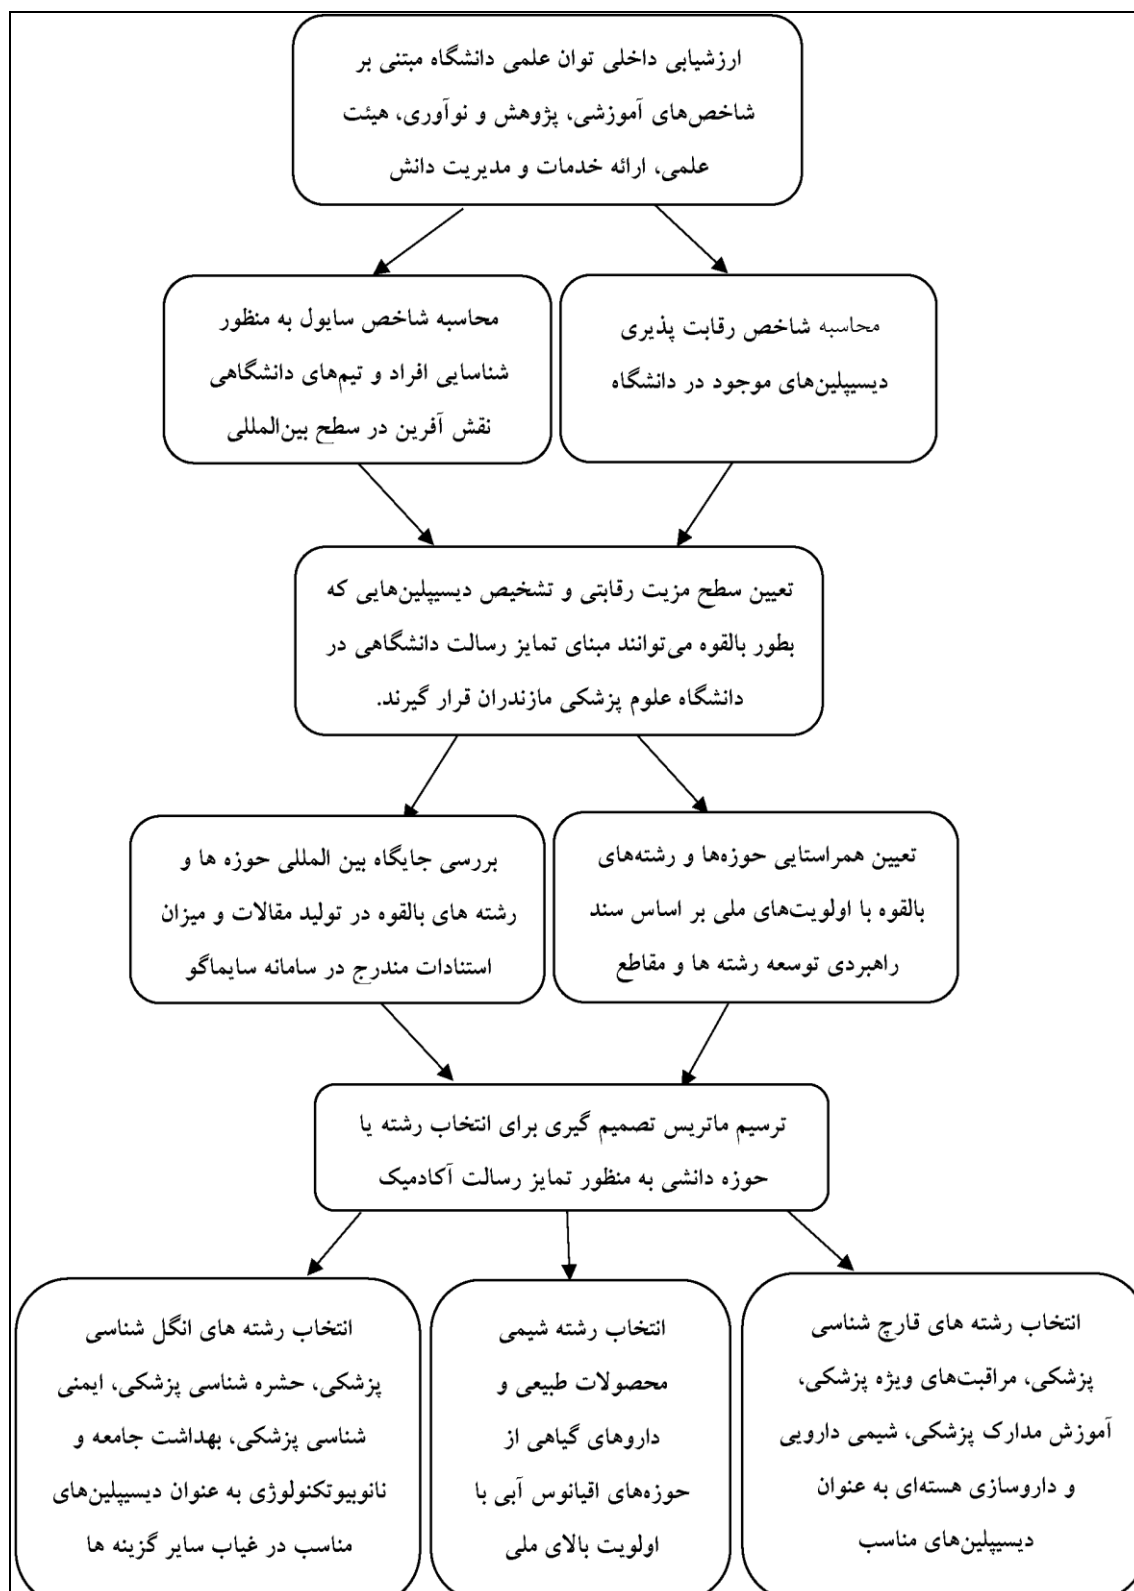 ارزشیابی داخلی توان علمی دانشگاه مبتنی بر
شاخص‌های آموزشی، پژوهش و نوآوری، هیئت
علمی، ارائه خدمات و مدیریت دانش
محاسبه شاخص رقابت پذیری
دیسیپلین‌های موجود در دانشگاه
محاسبه شاخص سایول به منظور
شناسایی افراد و تیم‌های دانشگاهی
نقش آفرین در سطح بین‌المللی
تعیین سطح مزیت رقابتی و تشخیص دیسیپلین‌هایی که
بطور بالقوه می‌توانند مبنای تمایز رسالت دانشگاهی در
دانشگاه علوم پزشکی مازندران قرار گیرند.
تعیین همراستایی حوزه‌ها و رشته‌های
بالقوه با اولویت‌های ملی بر اساس سند
راهبردی توسعه رشته ها و مقاطع
بررسی جایگاه بین المللی حوزه ها و
رشته های بالقوه در تولید مقالات و میزان
استنادات مندرج در سامانه سایماگو
ترسیم ماتریس تصمیم گیری برای انتخاب رشته یا
حوزه دانشی به منظور تمایز رسالت آکادمیک
انتخاب رشته های قارچ شناسی
پزشکی، مراقبت‌های ویژه پزشکی،
آموزش مدارک پزشکی، شیمی دارویی
و داروسازی هسته‌ای به عنوان
دیسیپلین‌های مناسب
انتخاب رشته شیمی
محصولات طبیعی و
داروهای گیاهی از
حوزه‌های اقیانوس آبی با
اولویت بالای ملی
انتخاب رشته های انگل شناسی
پزشکی، حشره شناسی پزشکی، ایمنی
شناسی پزشکی، بهداشت جامعه و
نانوبیوتکنولوژی به عنوان دیسیپلین‌های
مناسب در غیاب سایر گزینه ها